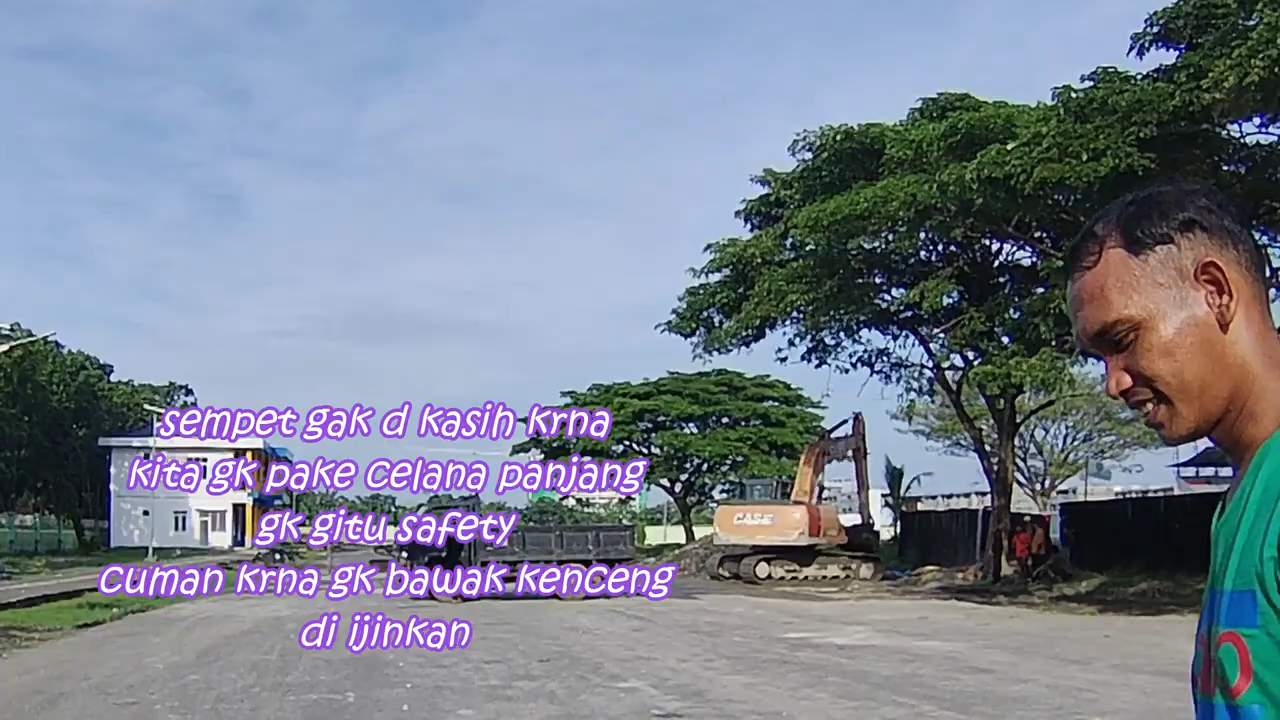 sempet gak d kasih krna
kita gk pake celana panjang
gk gitu safety
cuman krna gk bawak kenceng
di ijinkan
CASE